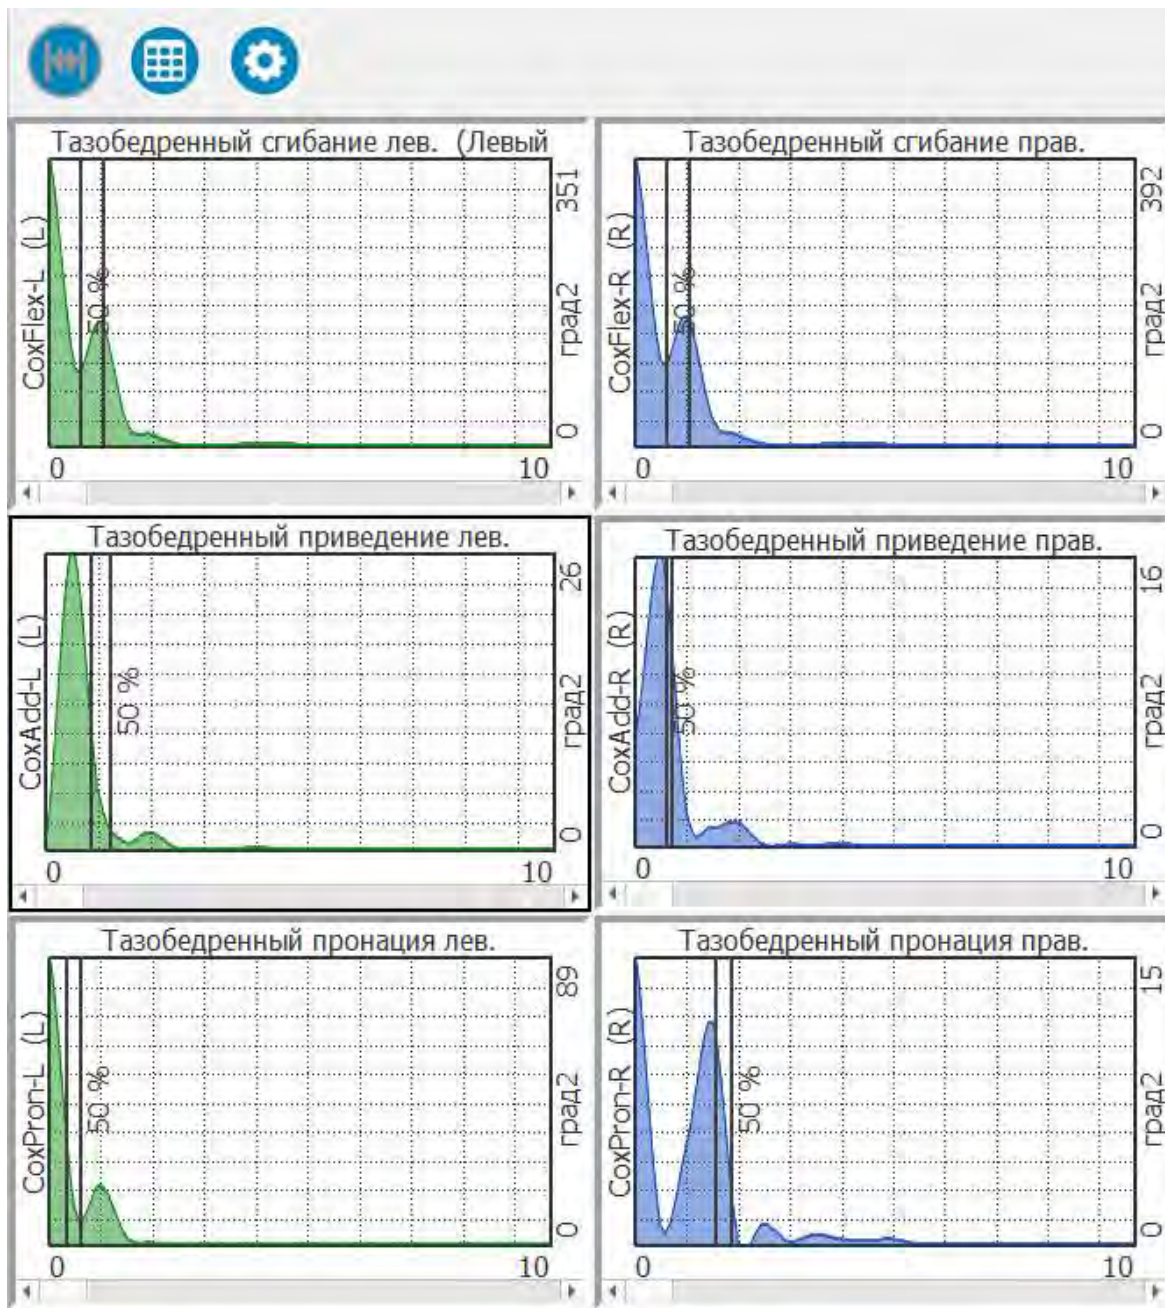 Тазобедренный сгибание лев. (Левый
CoxFlex-L (L)
50 %
351
град2
0
0 10
Тазобедренный сгибание прав.
CoxFlex-R (R)
50 %
392
град2
0
0 10
Тазобедренный приведение лев.
CoxAdd-L (L)
50 %
26
град2
0
0 10
Тазобедренный приведение прав.
CoxAdd-R (R)
50 %
16
град2
0
0 10
Тазобедренный пронация лев.
CoxPron-L (L)
50 %
89
град2
0
0 10
Тазобедренный пронация прав.
CoxPron-R (R)
50 %
15
град2
0
0 10